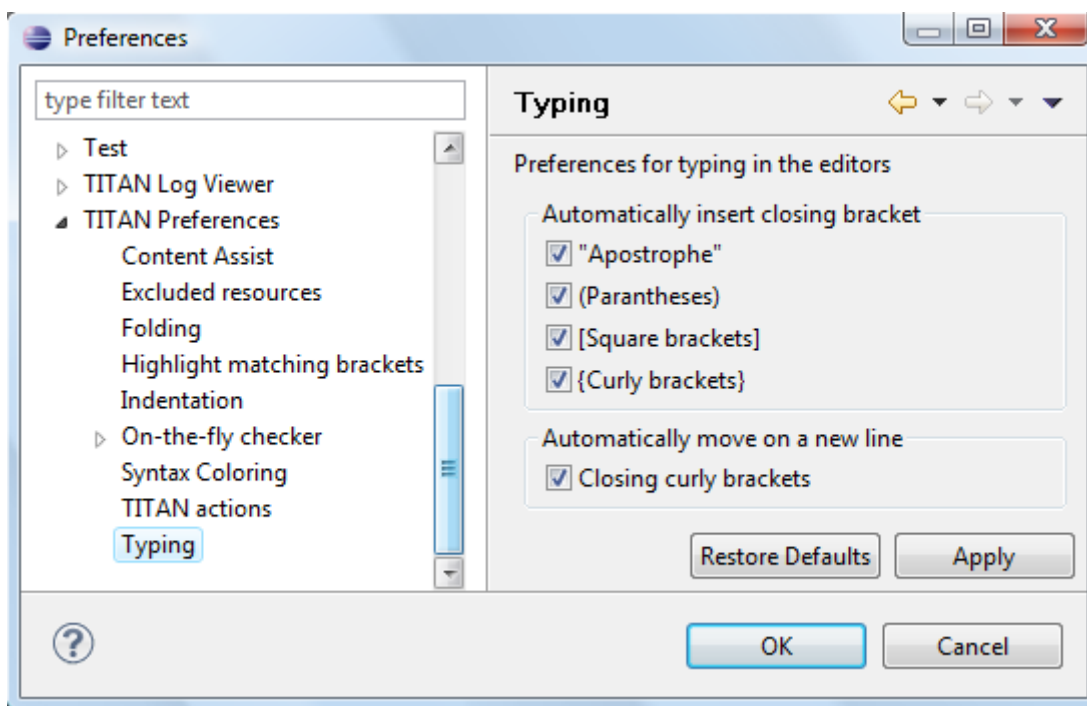 Preferences
type filter text
Test
TITAN Log Viewer
TITAN Preferences
Content Assist
Excluded resources
Folding
Highlight matching brackets
Indentation
On-the-fly checker
Syntax Coloring
TITAN actions
Typing
Typing
Preferences for typing in the editors
Automatically insert closing bracket
"Apostrophe"
(Parantheses)
[Square brackets]
{Curly brackets}
Automatically move on a new line
Closing curly brackets
Restore Defaults
Apply
?
OK
Cancel